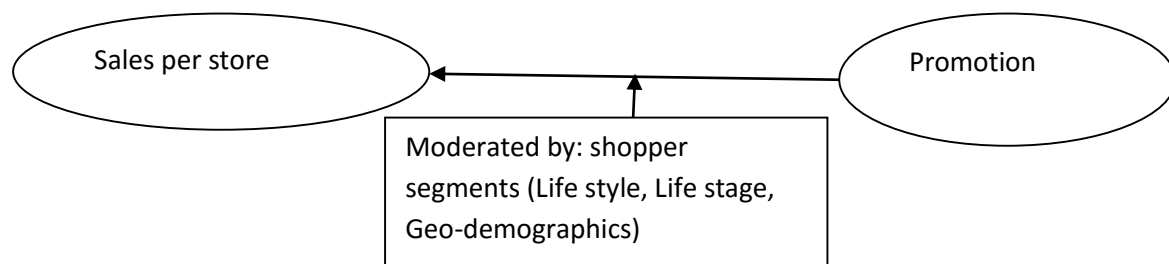 Sales per store
Promotion
Moderated by: shopper
segments (Life style, Life stage,
Geo-demographics)